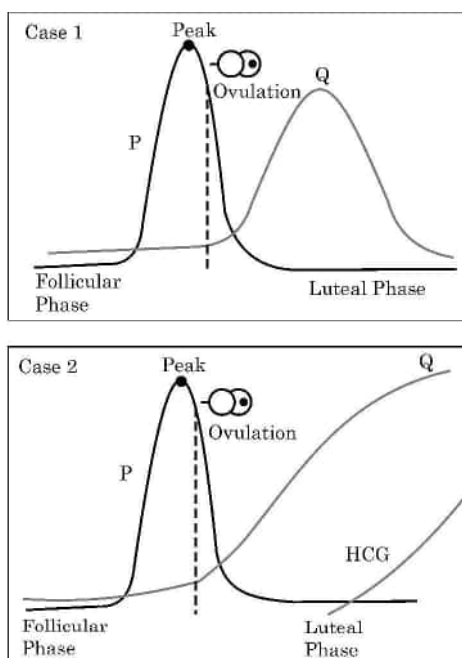 Case 1
Peak
Ovulation
Q
P
Follicular
Phase
Luteal Phase
Case 2
Peak
Q
Ovulation
P
HCG
Follicular
Phase
Luteal
Phase